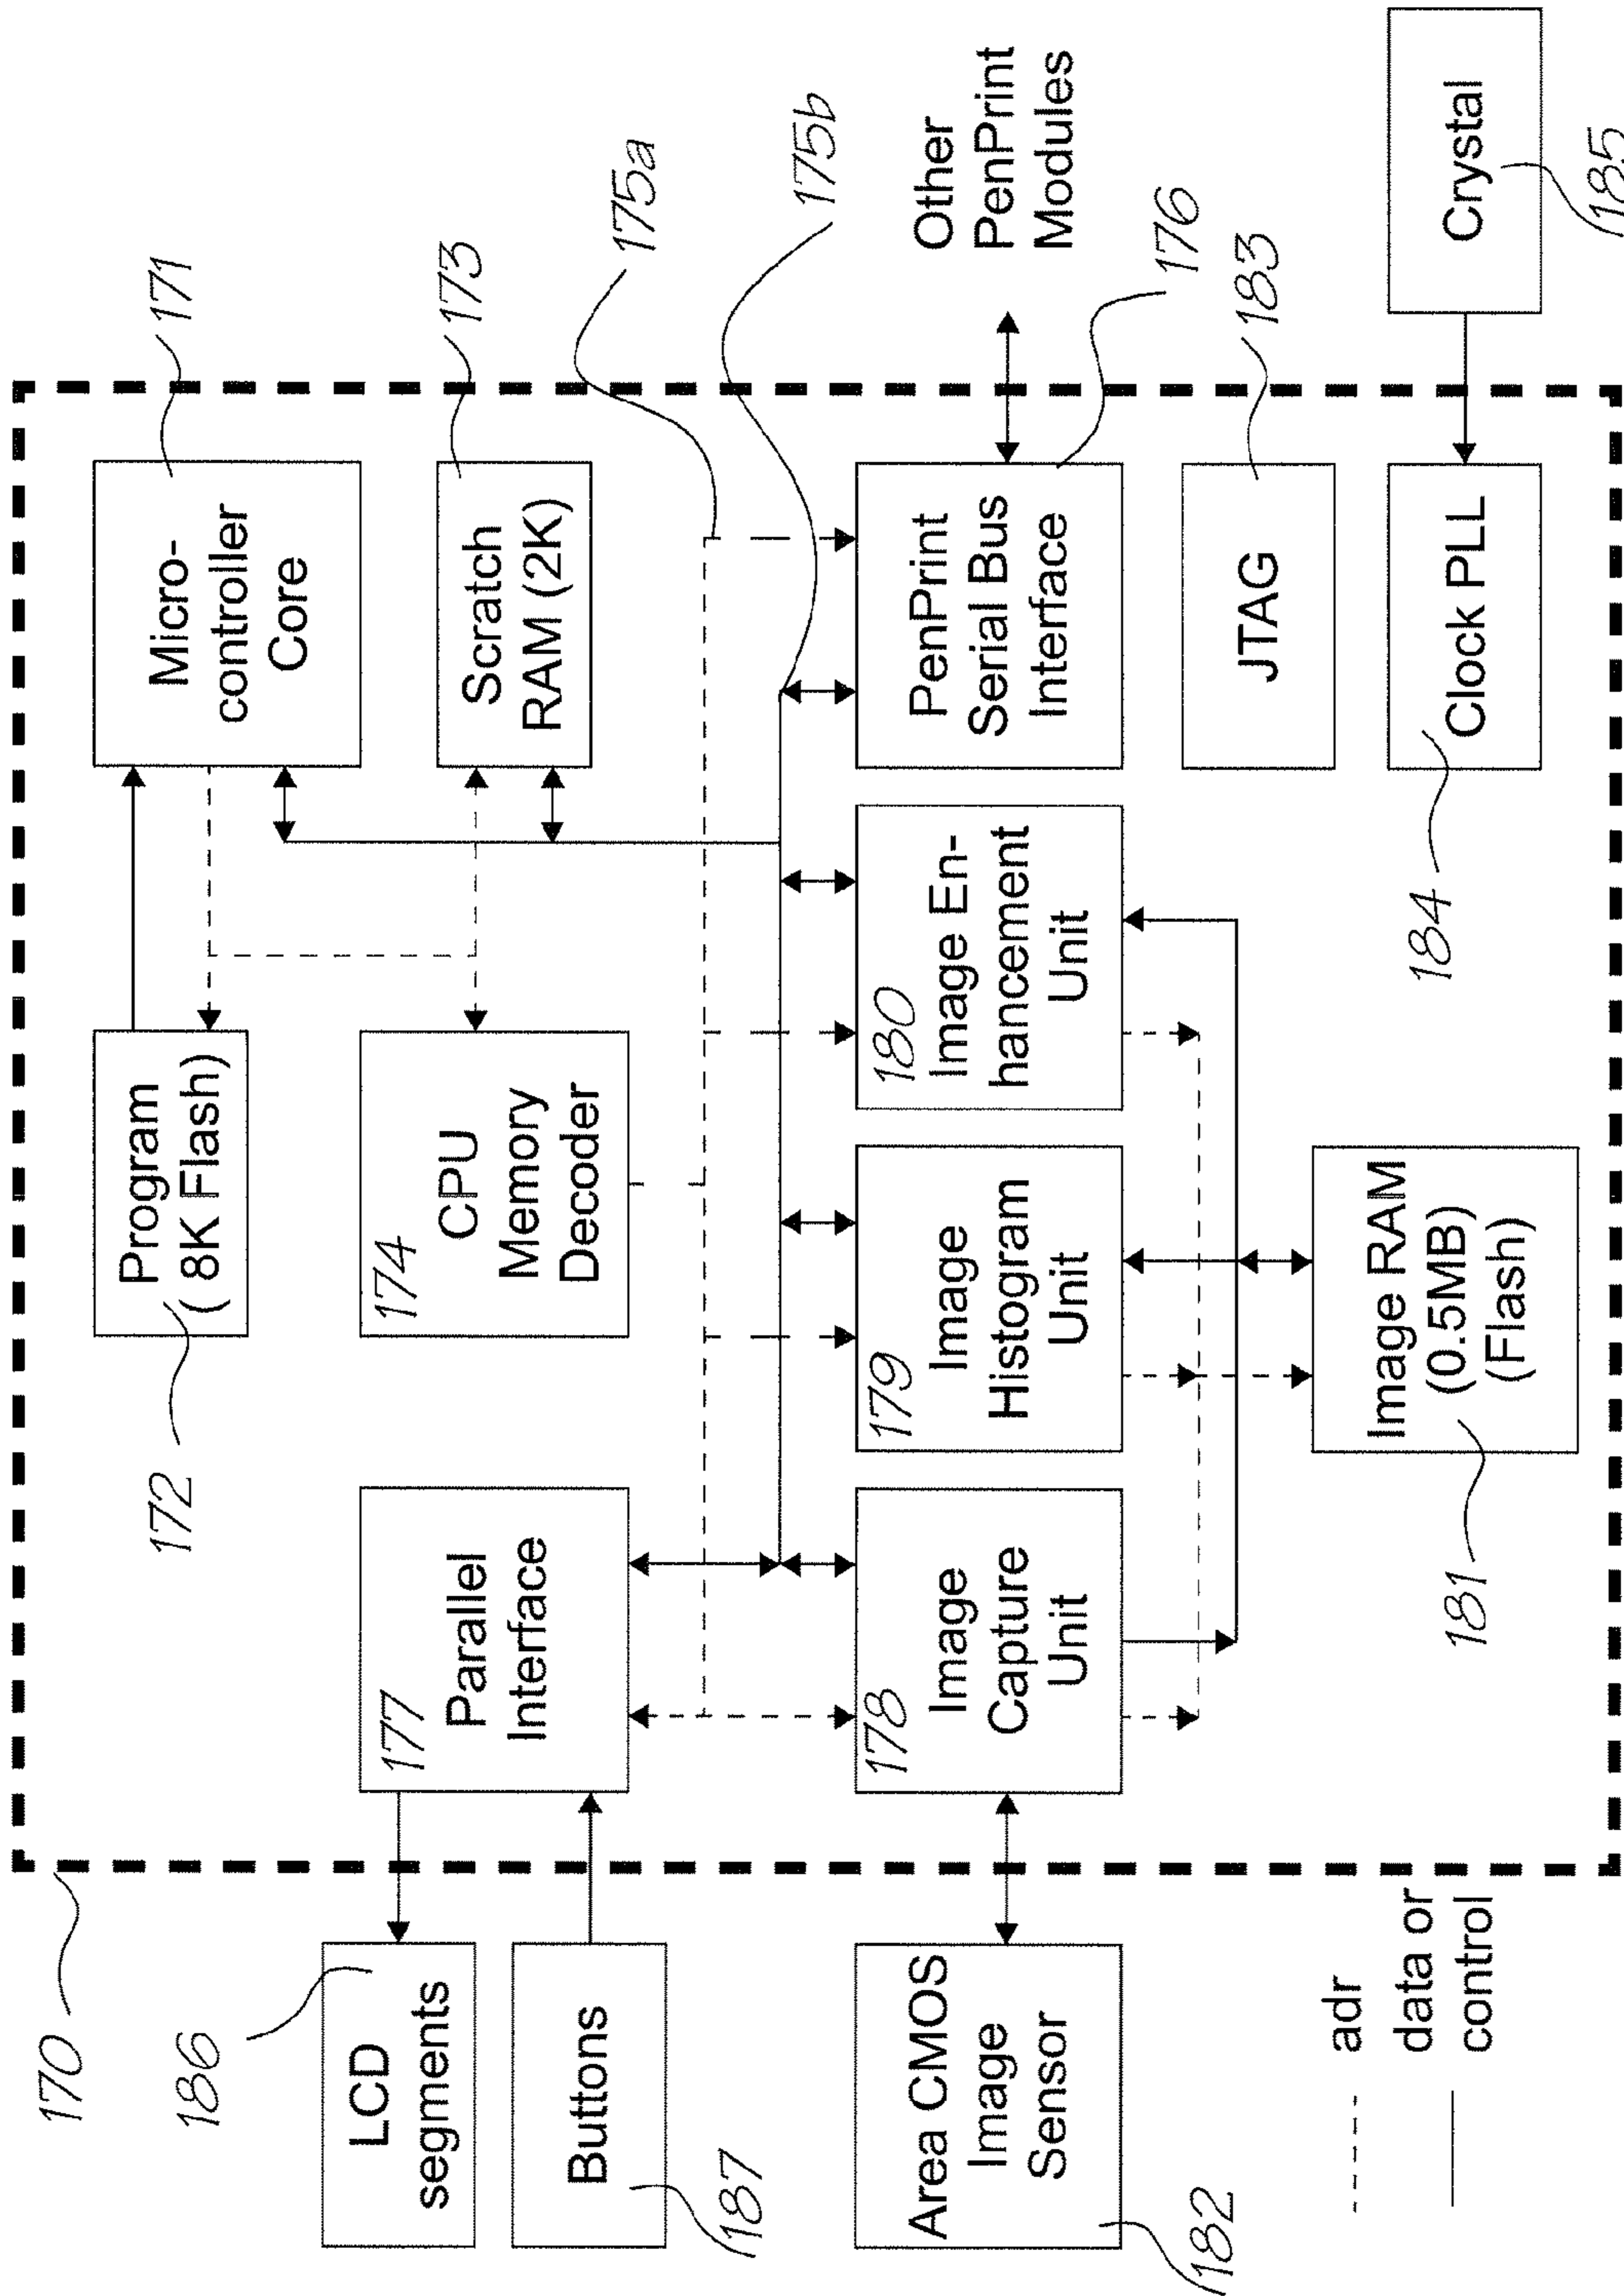 170
LCD
segments
186
Buttons
187
Area CMOS
Image
Sensor
182
adr
data or
control
Program
( 8K Flash)
172
Micro-
controller
Core
171
177
Parallel
Interface
174
CPU
Memory
Decoder
Scratch
RAM (2K)
173
175a
175b
178
Image
Capture
Unit
179
Image
Histogram
Unit
180
Image En-
hancement
Unit
PenPrint
Serial Bus
Interface
176
Other
PenPrint
Modules
JTAG
183
Image RAM
(0.5MB)
(Flash)
181
Clock PLL
184
Crystal
185